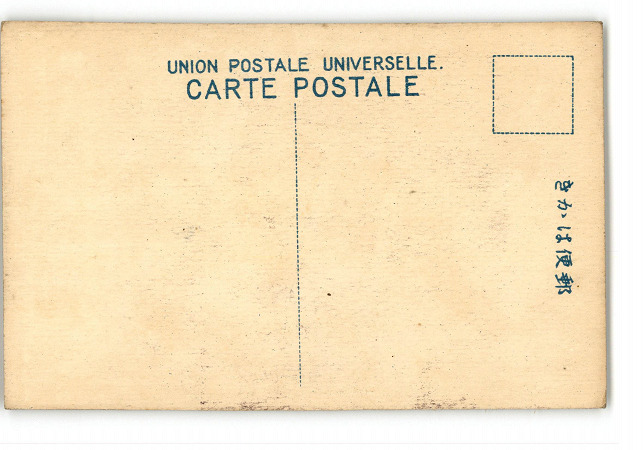 UNION POSTALE UNIVERSELLE.
CARTE POSTALE
郵便はかき